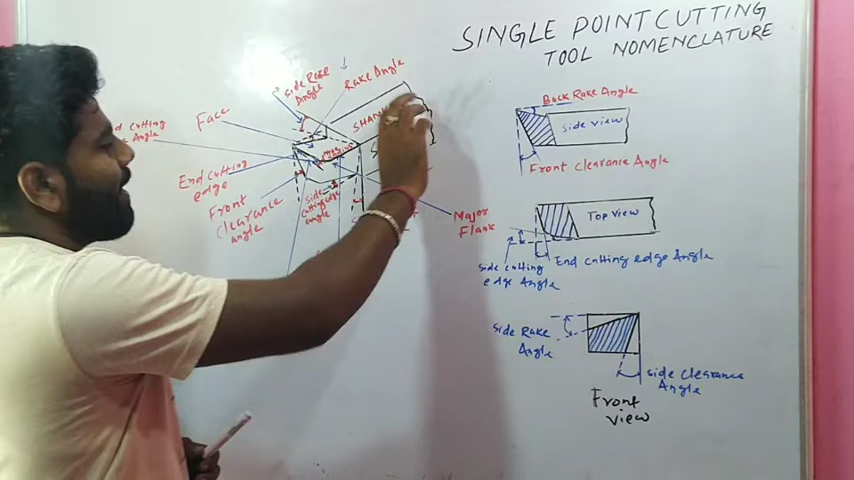 SINGLE POINT CUTTING
TOOL NOMENCLATURE
side Rake
Angle
Rake Angle
Face
SHANK
End cutting
edge
Front
Clearance
angle
side
cutting edge
angle
Major
Flank
Back Rake Angle
side view
Front Clearance Angle
Top view
side cutting
edge Angle
End cutting edge Angle
side Rake
Angle
side clearance
Angle
Front
view